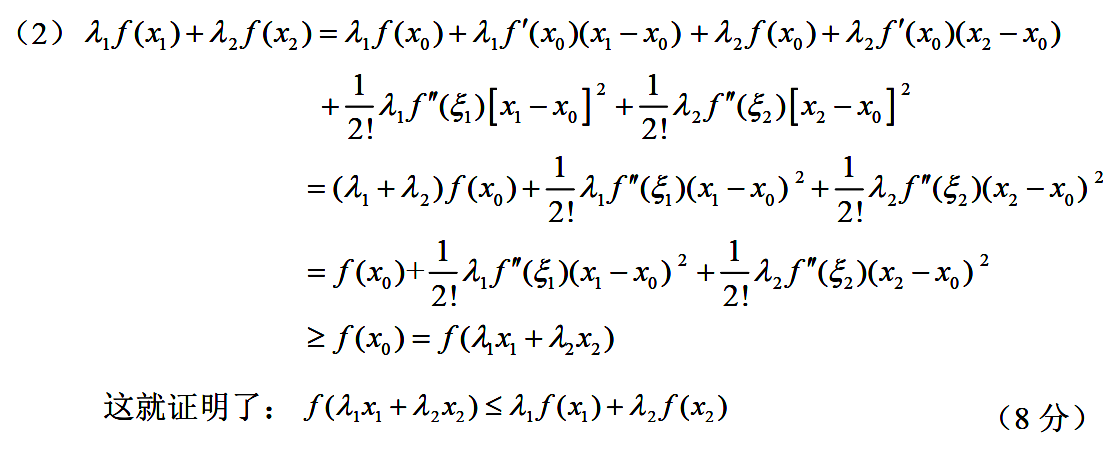 （2）λ₁f(x₁)+λ₂f(x₂)=λ₁f(x₀)+λ₁f′(x₀)(x₁−x₀)+λ₂f(x₀)+λ₂f′(x₀)(x₂−x₀)
+1/2! λ₁f″(ξ₁)[x₁−x₀]²+1/2! λ₂f″(ξ₂)[x₂−x₀]²
=(λ₁+λ₂)f(x₀)+1/2! λ₁f″(ξ₁)(x₁−x₀)²+1/2! λ₂f″(ξ₂)(x₂−x₀)²
=f(x₀)+1/2! λ₁f″(ξ₁)(x₁−x₀)²+1/2! λ₂f″(ξ₂)(x₂−x₀)²
≥f(x₀)=f(λ₁x₁+λ₂x₂)
这就证明了：f(λ₁x₁+λ₂x₂)≤λ₁f(x₁)+λ₂f(x₂) （8 分）